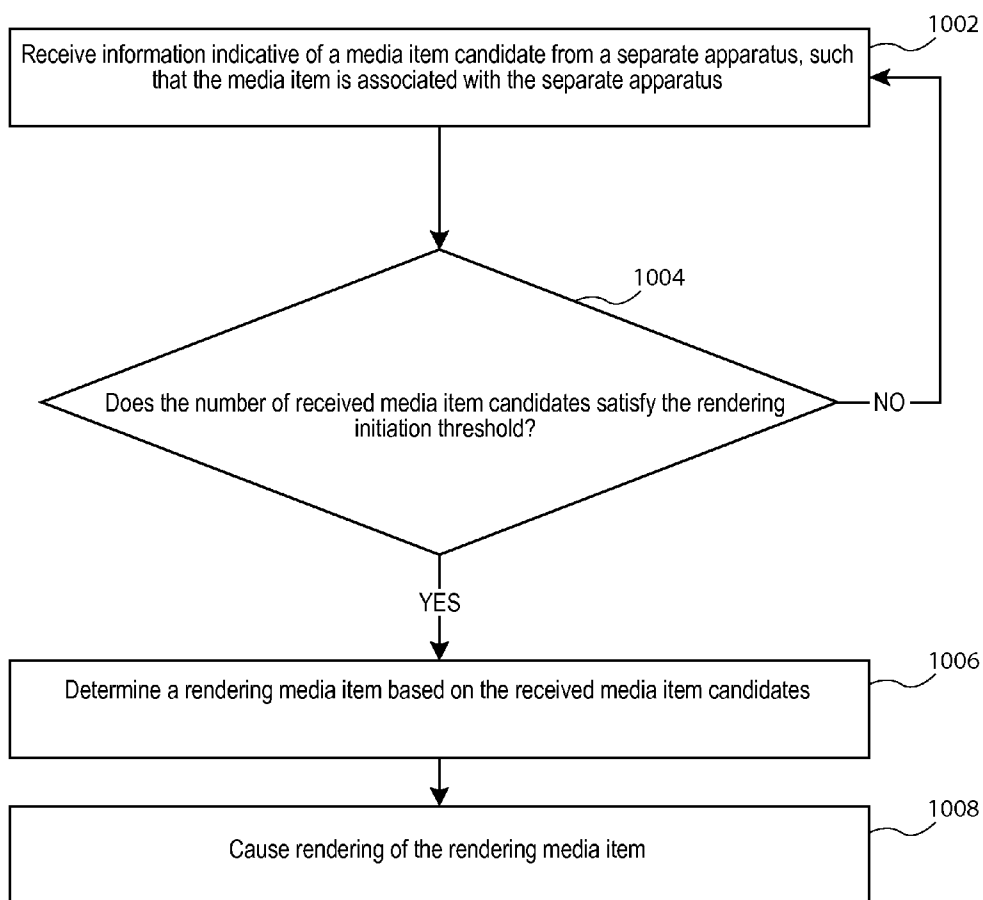 1002
Receive information indicative of a media item candidate from a separate apparatus, such
that the media item is associated with the separate apparatus
1004
Does the number of received media item candidates satisfy the rendering
initiation threshold?
NO
YES
1006
Determine a rendering media item based on the received media item candidates
1008
Cause rendering of the rendering media item